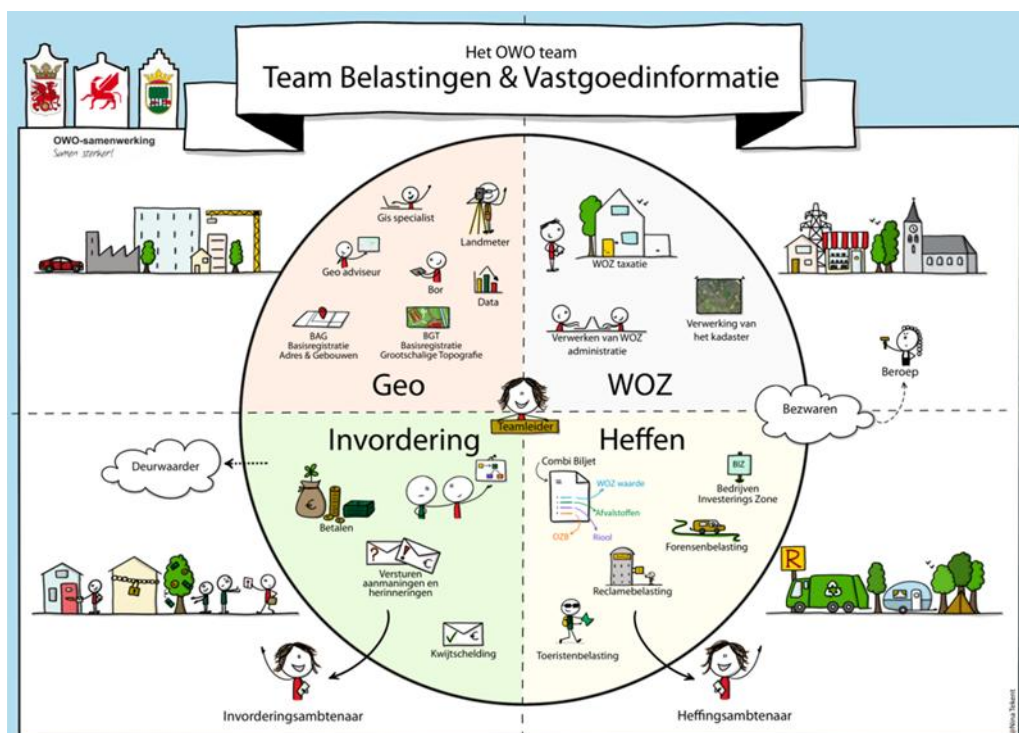 Het OWO team
Team Belastingen & Vastgoedinformatie
OWO-samenwerking
Samen sterker!
Gis specialist
Landmeter
Geo adviseur
Bor
Data
BAG
Basisregistratie
Adres & Gebouwen
BGT
Basisregistratie
Grootschalige Topografie
Geo
WOZ taxatie
Verwerken van WOZ
administratie
Verwerking van
het kadaster
WOZ
Beroep
Bezwaren
Teamleider
Invordering
Deurwaarder
Betalen
Versturen
aanmaningen en
herinneringen
Kwijtschelding
Invorderingsambtenaar
Heffen
Combi Biljet
WOZ waarde
Afvalstoffen
Riool
OZB
BIZ
Bedrijven
Investerings Zone
Forensenbelasting
Reclamebelasting
Toeristenbelasting
R
Heffingsambtenaar
@Nina Tekent